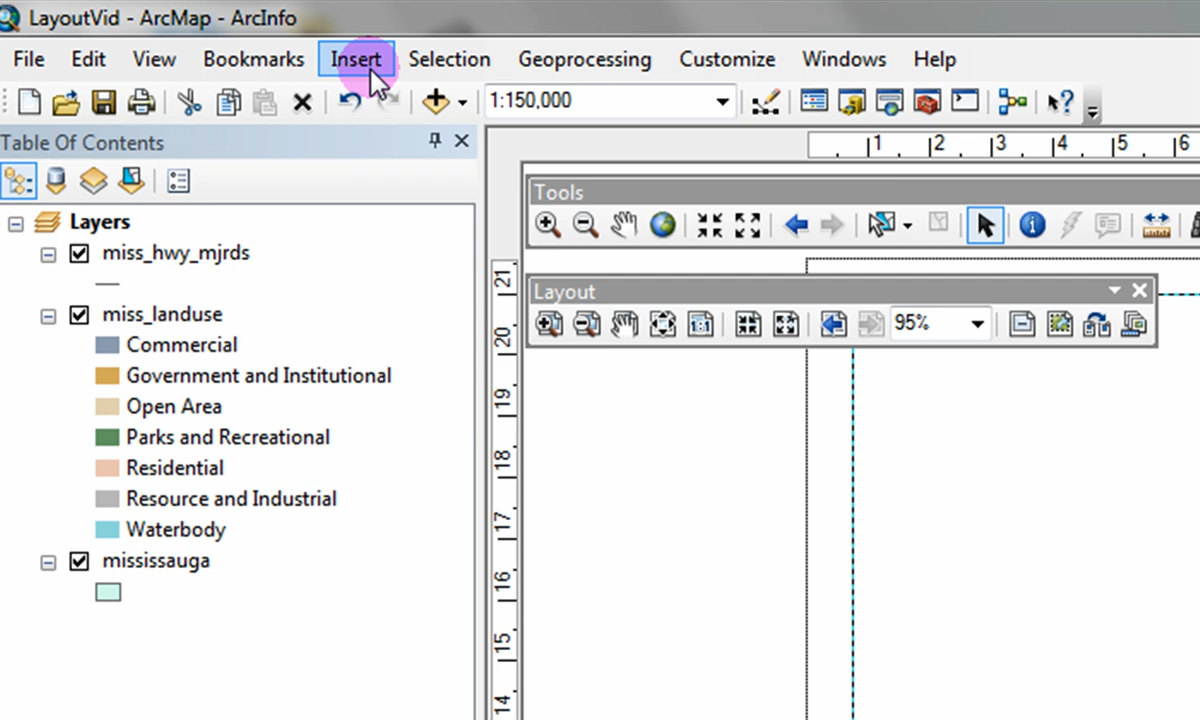 LayoutVid - ArcMap - ArcInfo
File Edit View Bookmarks Insert Selection Geoprocessing Customize Windows Help
1:150,000
Table Of Contents
1 2 3 4 5 6
Tools
Layers
miss_hwy_mjrds
21
Layout
miss_landuse
1:1
95%
Commercial
20
Government and Institutional
19
Open Area
Parks and Recreational
18
Residential
Resource and Industrial
17
Waterbody
mississauga
16
15
14